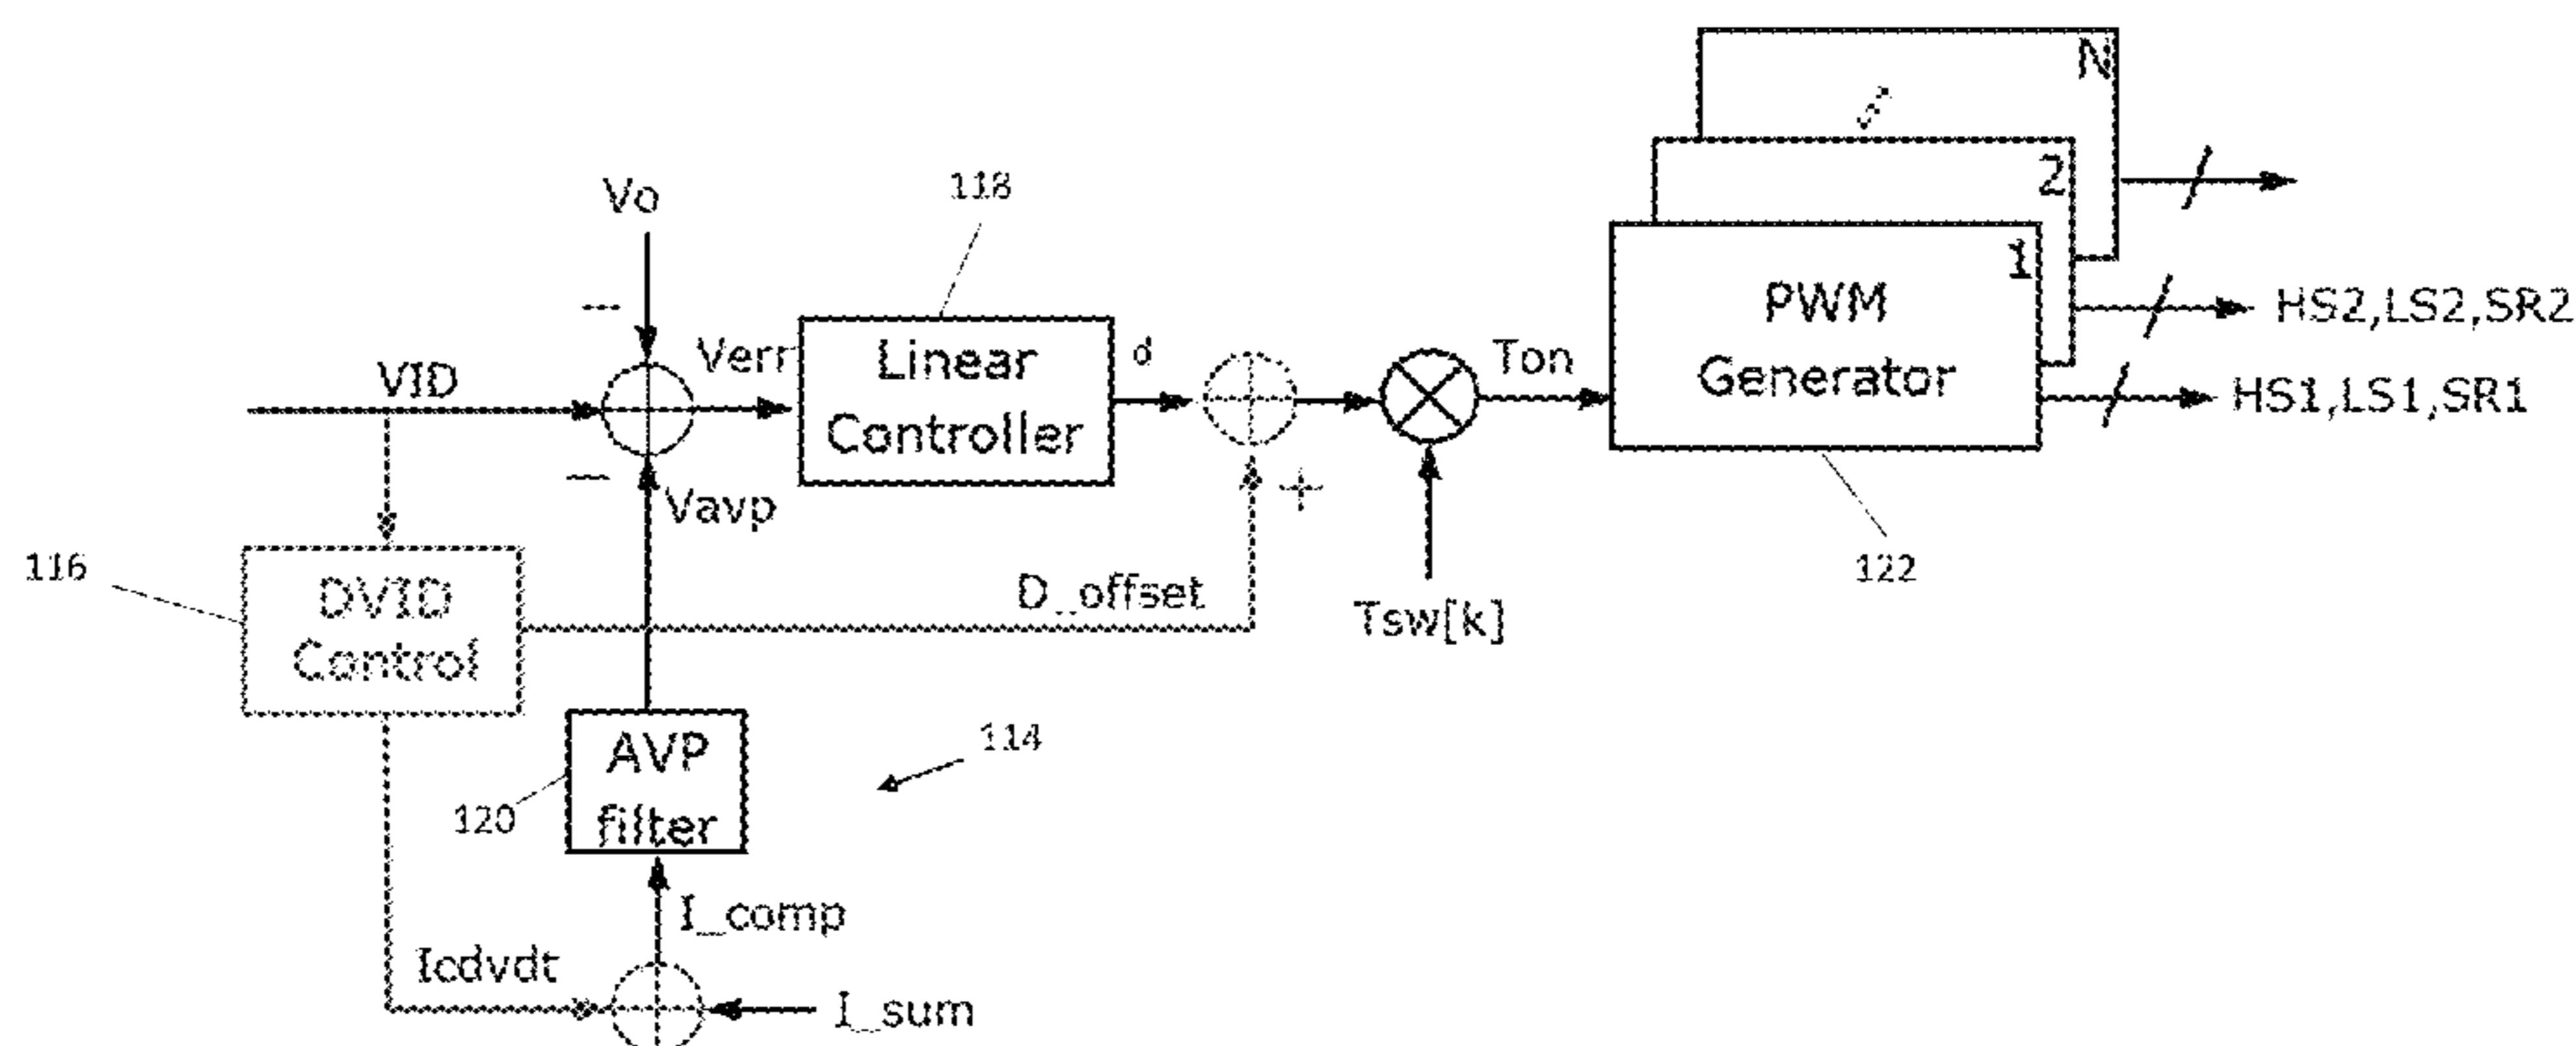 N
2
1
PWM
Generator
HS2,LS2,SR2
HS1,LS1,SR1
122
118
Vo
VID
Verr
Linear
Controller
d
+
Ton
Tsw[k]
Vavp
116
DVID
Control
D_offset
AVP
filter
120
114
I_comp
Icdvdt
I_sum